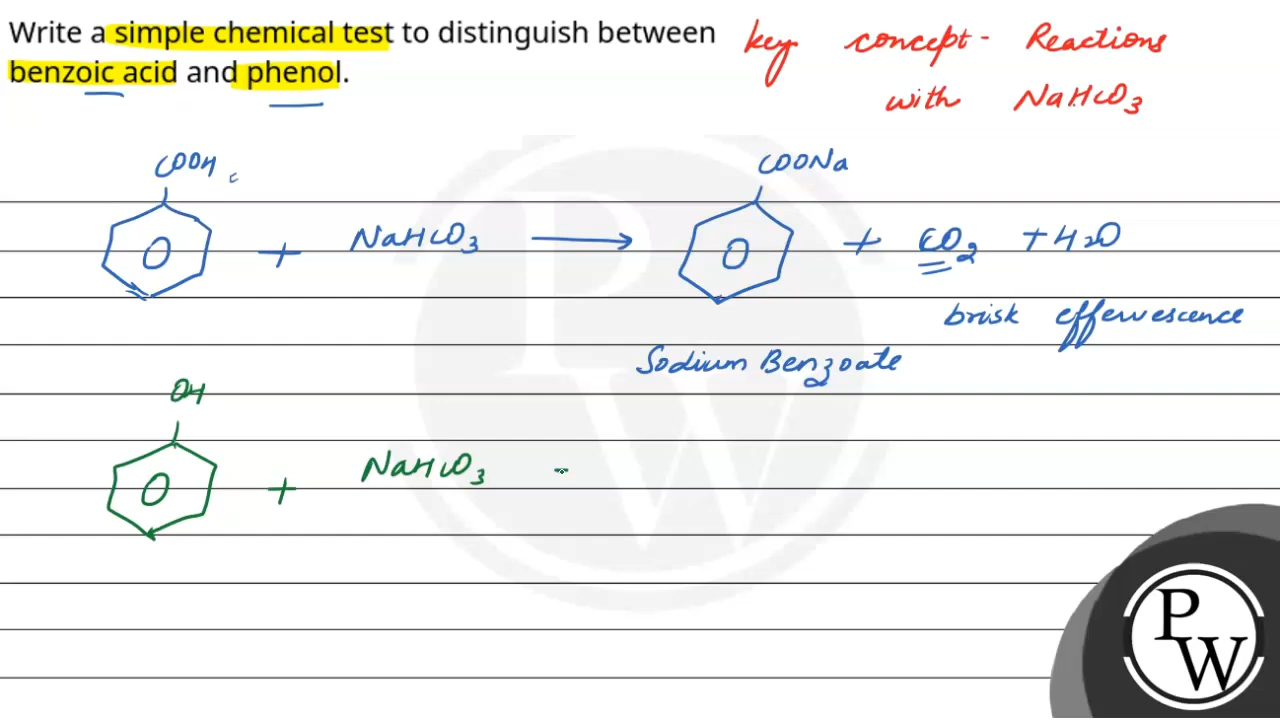 Write a simple chemical test to distinguish between
benzoic acid and phenol.
key concept - Reactions
with NaHCO3
COOH
+ NaHCO3 → COONa + CO2 + H2O
brisk effervescence
Sodium Benzoate
OH
+ NaHCO3 -
P
W
P
W